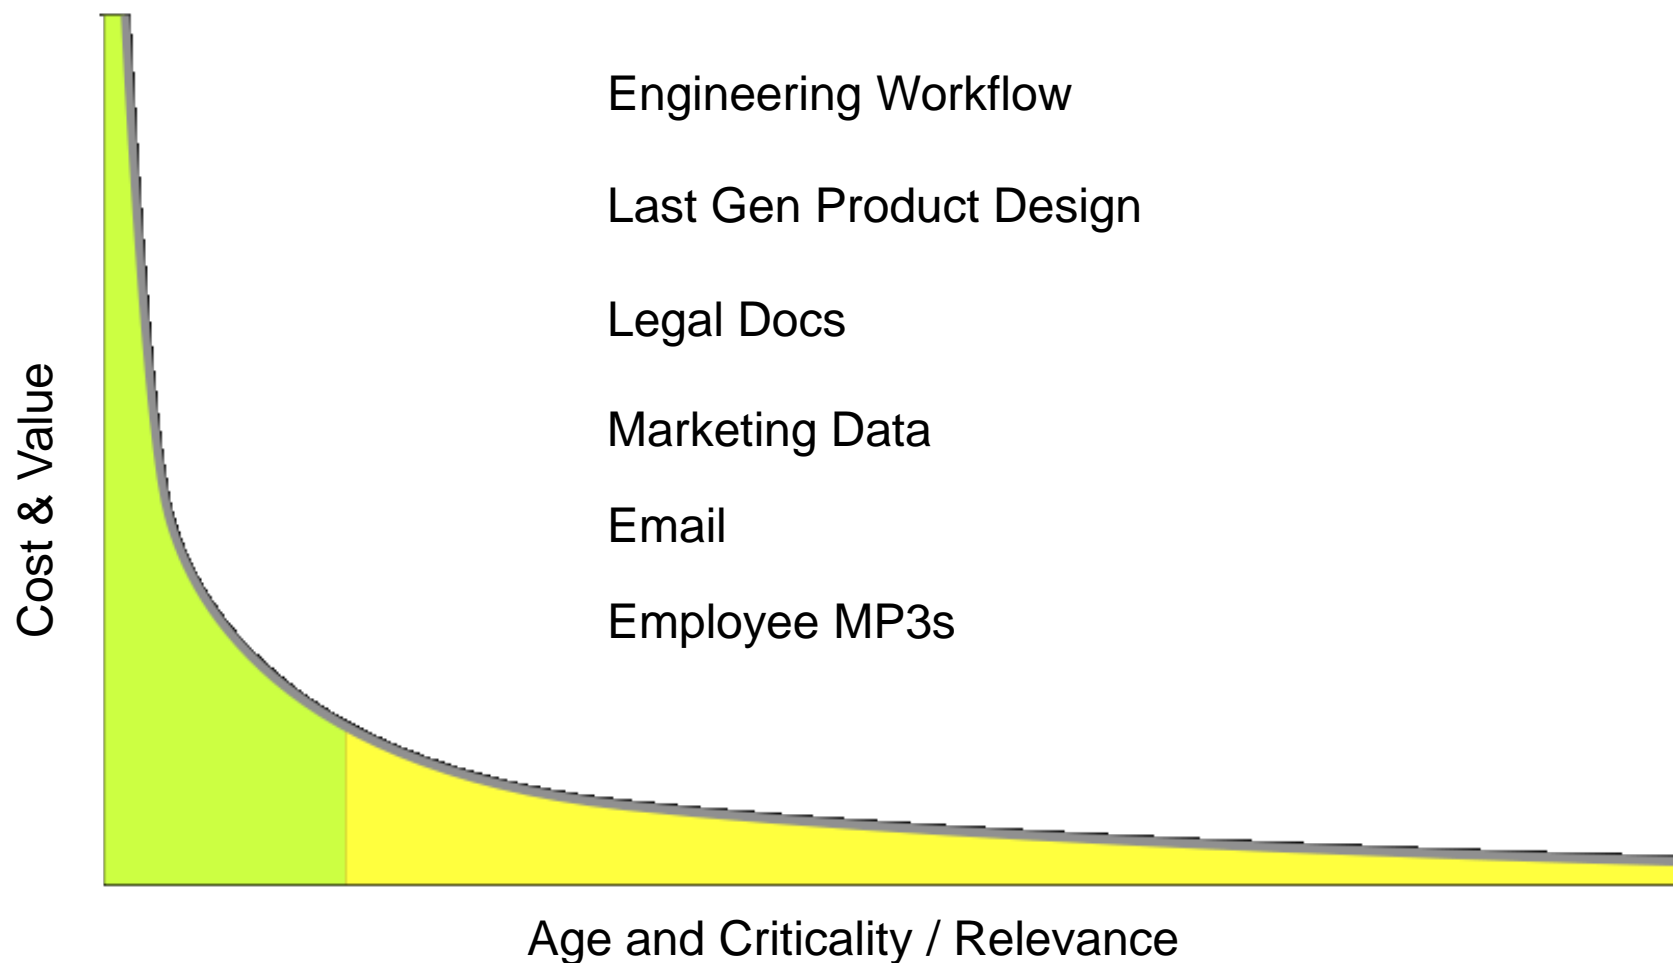 Engineering Workflow
Last Gen Product Design
Legal Docs
Marketing Data
Email
Employee MP3s
Cost & Value
Age and Criticality / Relevance